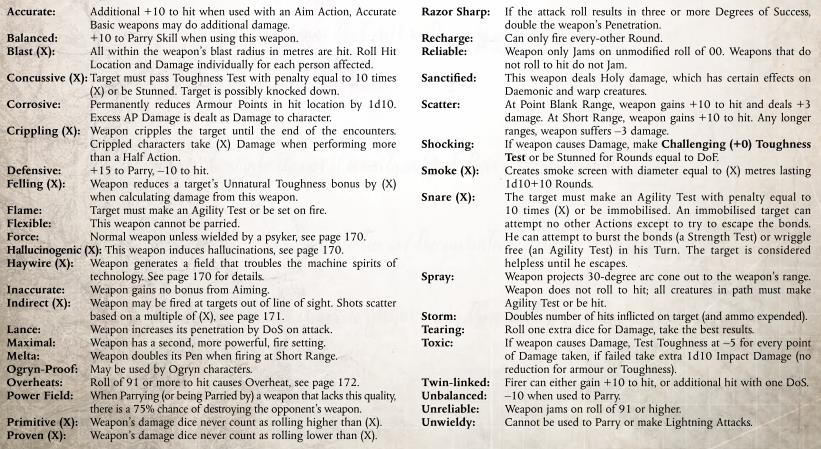 Accurate: Additional +10 to hit when used with an Aim Action, Accurate
Basic weapons may do additional damage.
Balanced: +10 to Parry Skill when using this weapon.
Blast (X): All within the weapon's blast radius in metres are hit. Roll Hit
Location and Damage individually for each person affected.
Concussive (X): Target must pass Toughness Test with penalty equal to 10 times
(X) or be Stunned. Target is possibly knocked down.
Corrosive: Permanently reduces Armour Points in hit location by 1d10.
Excess AP Damage is dealt as Damage to character.
Crippling (X): Weapon cripples the target until the end of the encounters.
Crippled characters take (X) Damage when performing more
than a Half Action.
Defensive: +15 to Parry, –10 to hit.
Felling (X): Weapon reduces a target's Unnatural Toughness bonus by (X)
when calculating damage from this weapon.
Flame: Target must make an Agility Test or be set on fire.
Flexible: This weapon cannot be parried.
Force: Normal weapon unless wielded by a psyker, see page 170.
Hallucinogenic (X): This weapon induces hallucinations, see page 170.
Haywire (X): Weapon generates a field that troubles the machine spirits of
technology. See page 170 for details.
Inaccurate: Weapon gains no bonus from Aiming.
Indirect (X): Weapon may be fired at targets out of line of sight. Shots scatter
based on a multiple of (X), see page 171.
Lance: Weapon increases its penetration by DoS on attack.
Maximal: Weapon has a second, more powerful, fire setting.
Melta: Weapon doubles its Pen when firing at Short Range.
Ogryn-Proof: May be used by Ogryn characters.
Overheats: Roll of 91 or more to hit causes Overheat, see page 172.
Power Field: When Parrying (or being Parried by) a weapon that lacks this quality,
there is a 75% chance of destroying the opponent's weapon.
Primitive (X): Weapon's damage dice never count as rolling higher than (X).
Proven (X): Weapon's damage dice never count as rolling lower than (X).
Razor Sharp: If the attack roll results in three or more Degrees of Success,
double the weapon's Penetration.
Recharge: Can only fire every-other Round.
Reliable: Weapon only Jams on unmodified roll of 00. Weapons that do
not roll to hit do not Jam.
Sanctified: This weapon deals Holy damage, which has certain effects on
Daemonic and warp creatures.
Scatter: At Point Blank Range, weapon gains +10 to hit and deals +3
damage. At Short Range, weapon gains +10 to hit. Any longer
ranges, weapon suffers –3 damage.
Shocking: If weapon causes Damage, make Challenging (+0) Toughness
Test or be Stunned for Rounds equal to DoF.
Smoke (X): Creates smoke screen with diameter equal to (X) metres lasting
1d10+10 Rounds.
Snare (X): The target must make an Agility Test with penalty equal to
10 times (X) or be immobilised. An immobilised target can
attempt no other Actions except to try to escape the bonds.
He can attempt to burst the bonds (a Strength Test) or wriggle
free (an Agility Test) in his Turn. The target is considered
helpless until he escapes.
Spray: Weapon projects 30-degree arc cone out to the weapon's range.
Weapon does not roll to hit; all creatures in path must make
Agility Test or be hit.
Storm: Doubles number of hits inflicted on target (and ammo expended).
Tearing: Roll one extra dice for Damage, take the best results.
Toxic: If weapon causes Damage, Test Toughness at –5 for every point
of Damage taken, if failed take extra 1d10 Impact Damage (no
reduction for armour or Toughness).
Twin-linked: Firer can either gain +10 to hit, or additional hit with one DoS.
Unbalanced: –10 when used to Parry.
Unreliable: Weapon jams on roll of 91 or higher.
Unwieldy: Cannot be used to Parry or make Lightning Attacks.